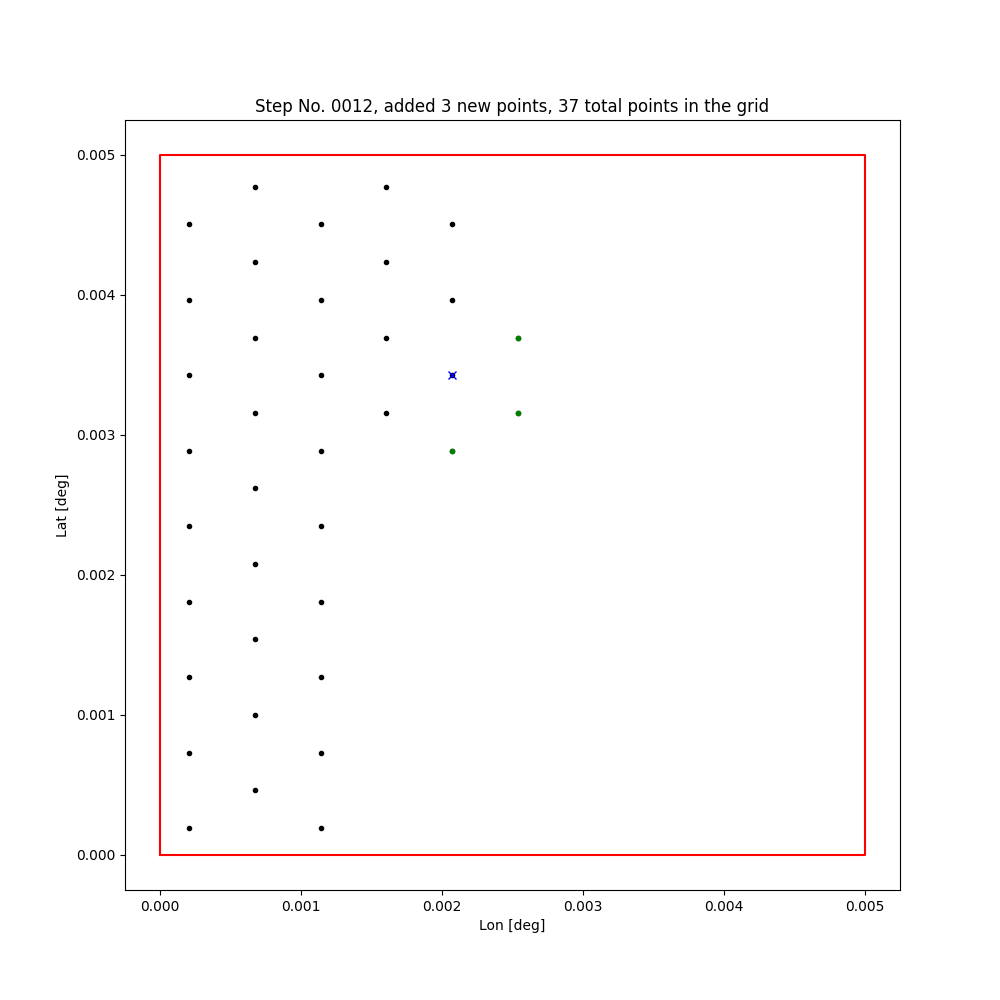 Step No. 0012, added 3 new points, 37 total points in the grid
0.005
0.004
0.003
0.002
0.001
0.000
Lat [deg]
0.000 0.001 0.002 0.003 0.004 0.005
Lon [deg]